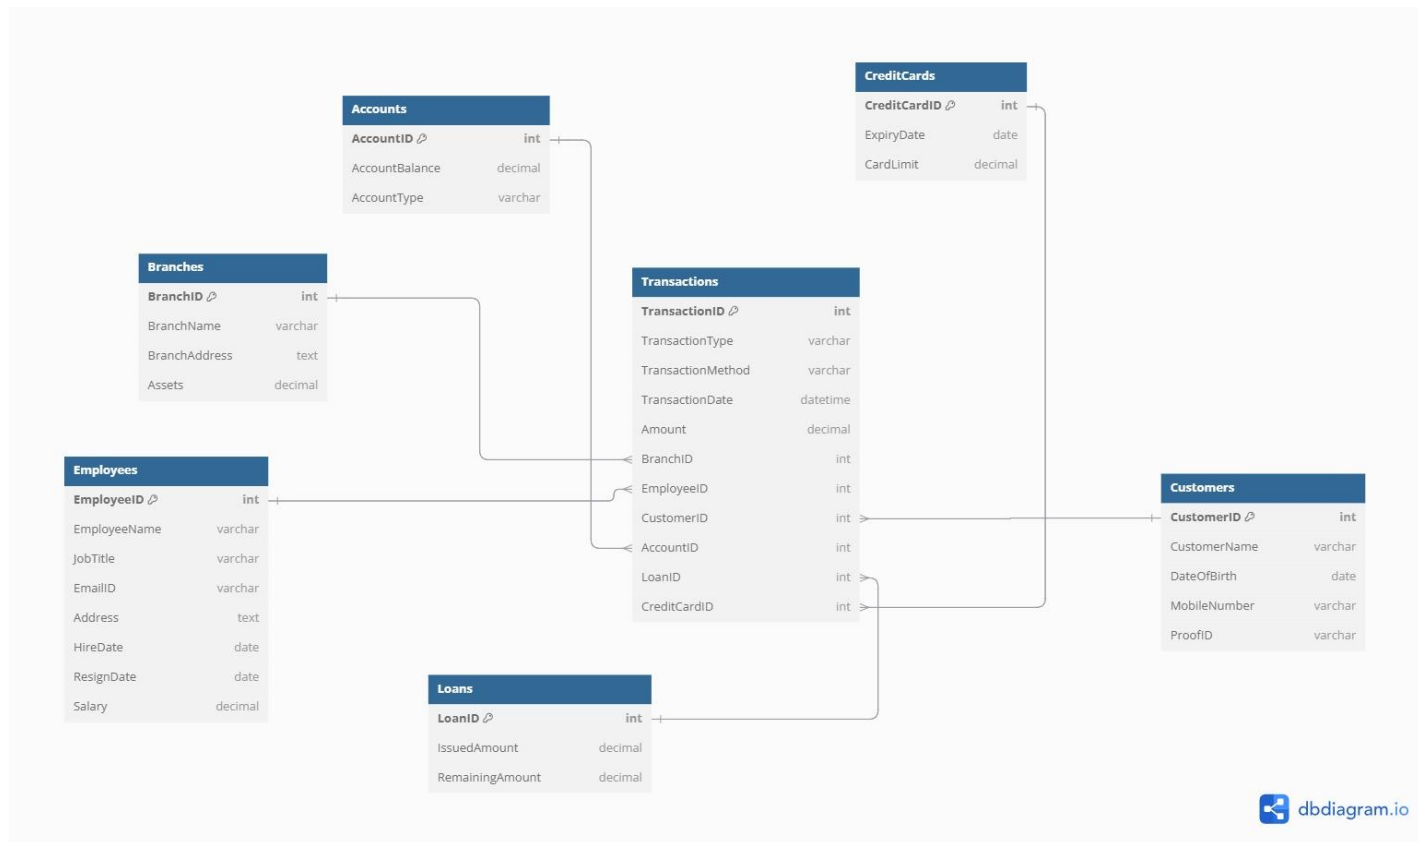 CreditCards
CreditCardID int
ExpiryDate date
CardLimit decimal
Accounts
AccountID int
AccountBalance decimal
AccountType varchar
Branches
BranchID int
BranchName varchar
BranchAddress text
Assets decimal
Transactions
TransactionID int
TransactionType varchar
TransactionMethod varchar
TransactionDate datetime
Amount decimal
BranchID int
EmployeeID int
CustomerID int
AccountID int
LoanID int
CreditCardID int
Employees
EmployeeID int
EmployeeName varchar
JobTitle varchar
EmailID varchar
Address text
HireDate date
ResignDate date
Salary decimal
Customers
CustomerID int
CustomerName varchar
DateOfBirth date
MobileNumber varchar
ProofID varchar
Loans
LoanID int
IssuedAmount decimal
RemainingAmount decimal
dbdiagram.io